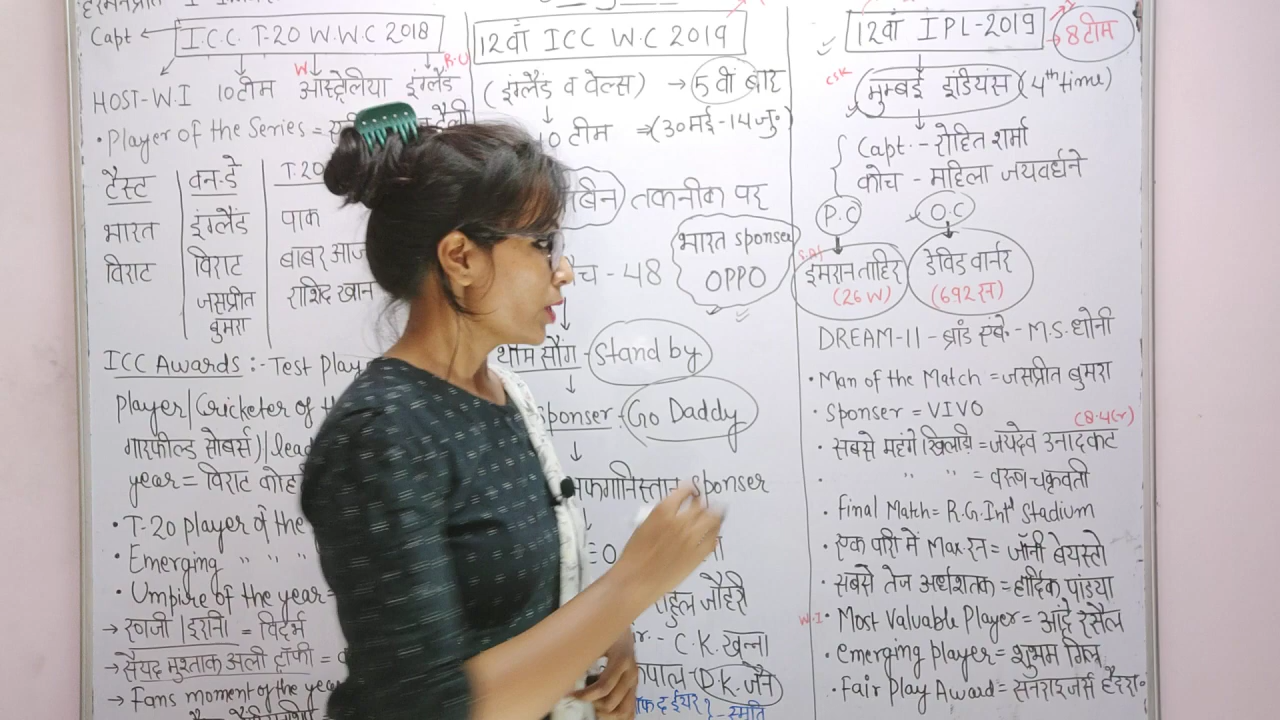 Capt
I.C.C. T-20 W.W.C 2018
HOST-W.I 10टीम ऑस्ट्रेलिया इंग्लैंड
W
R.U
• Player of the Series =
टैस्ट वन-डे T-20
भारत इंग्लैंड पाक
विराट विराट बाबर आज
जसप्रीत बुमरा राशिद खान
ICC Awards :- Test Play
Player/Cricketer of th
गारफील्ड सोबर्स)/lead
year = विराट कोह
• T-20 player of the
• Emerging " " "
• Umpire of the year =
→ रणजी/इरानी = विदर्भ
→ सैयद मुश्ताक अली ट्रॉफी =
→ Fans moment of the yea
12वां ICC W.C 2019
(इंग्लैंड व वेल्स) → 5 वी बार
10 टीम ⇒(30मई-14जु॰)
बिन तकनीक पर
भारत sponser
OPPO
मैच - 48
थीम सौंग - Stand by
sponser - Go Daddy
अफगानिस्तान sponser
राहुल जौहरी
- C.K. खन्ना
पाल - D.K. जैन
12वां IPL-2019 → 8टीम
CSK
मुम्बई इंडियंस (4th time)
Capt. - रोहित शर्मा
कोच - महिला जयवर्धने
P.C O.C
S.A
इमरान ताहिर डेविड वार्नर
(26 W) (692 रन)
DREAM-11 - ब्रांड एंबे॰ - M.S. धोनी
• Man of the Match = जसप्रीत बुमरा
• Sponser = VIVO
(8.4 Cr)
• सबसे महंगे खिलाड़ी = जयदेव उनादकट
• " " = वरूण चक्रवती
• Final Match = R.G. Intl Stadium
• एक पारी में Max. रन = जॉनी बेयस्तो
• सबसे तेज अर्धशतक = हार्दिक पांड्या
W.I • Most Valuable Player = आंद्रे रसैल
• emerging player = शुभम गिल
• Fair Play Award = सनराइजर्स हैदरा॰